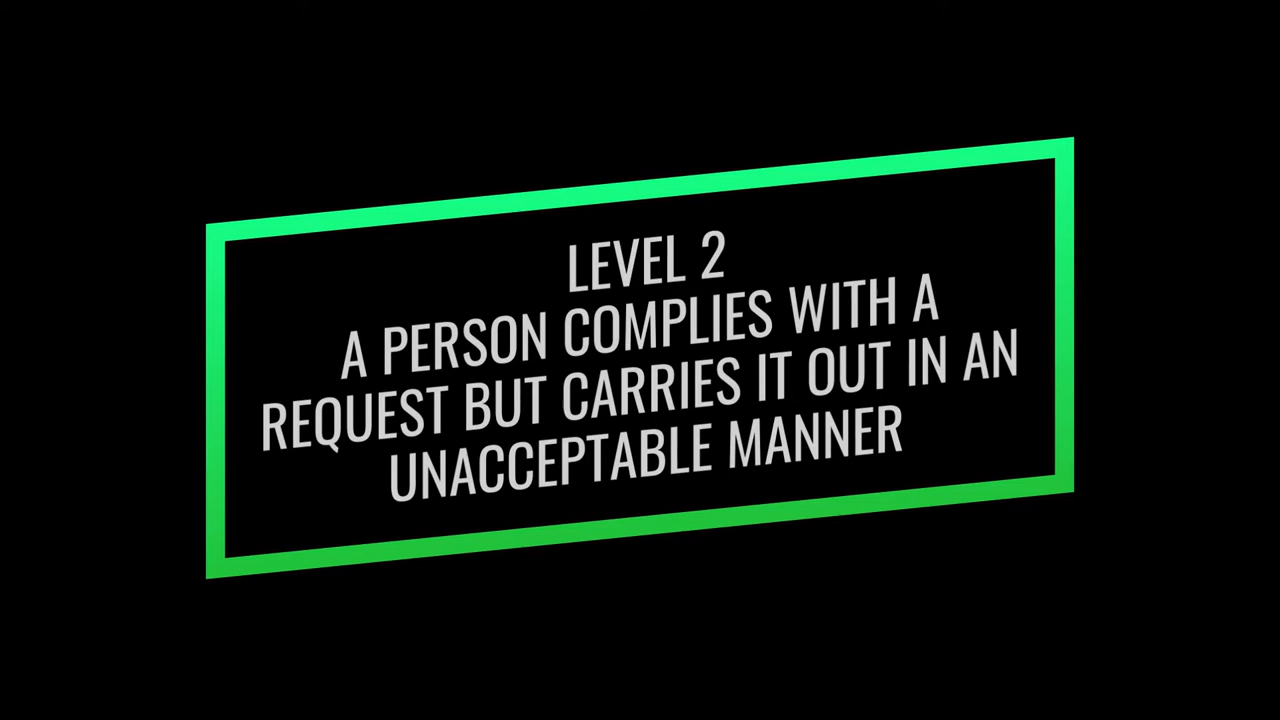 LEVEL 2
A PERSON COMPLIES WITH A
REQUEST BUT CARRIES IT OUT IN AN
UNACCEPTABLE MANNER